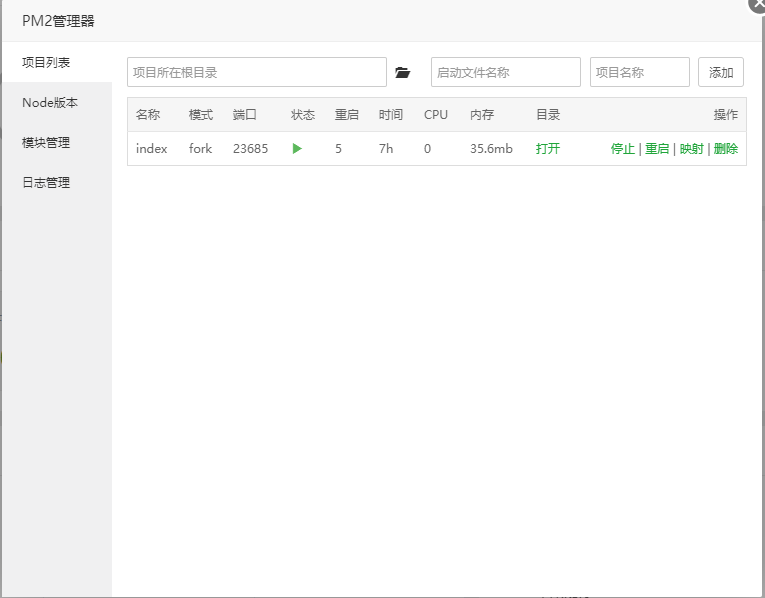 PM2管理器
项目列表
Node版本
模块管理
日志管理
项目所在根目录 启动文件名称 项目名称 添加
名称 模式 端口 状态 重启 时间 CPU 内存 目录 操作
index fork 23685 5 7h 0 35.6mb 打开 停止 | 重启 | 映射 | 删除